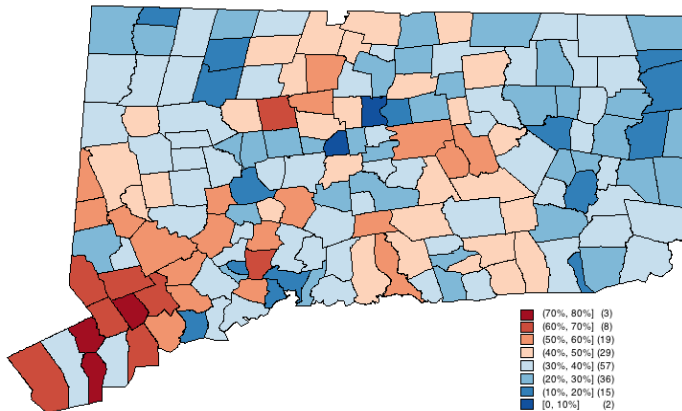 (70%, 80%] (3)
(60%, 70%] (8)
(50%, 60%] (19)
(40%, 50%] (29)
(30%, 40%] (57)
(20%, 30%] (36)
(10%, 20%] (15)
[0, 10%] (2)